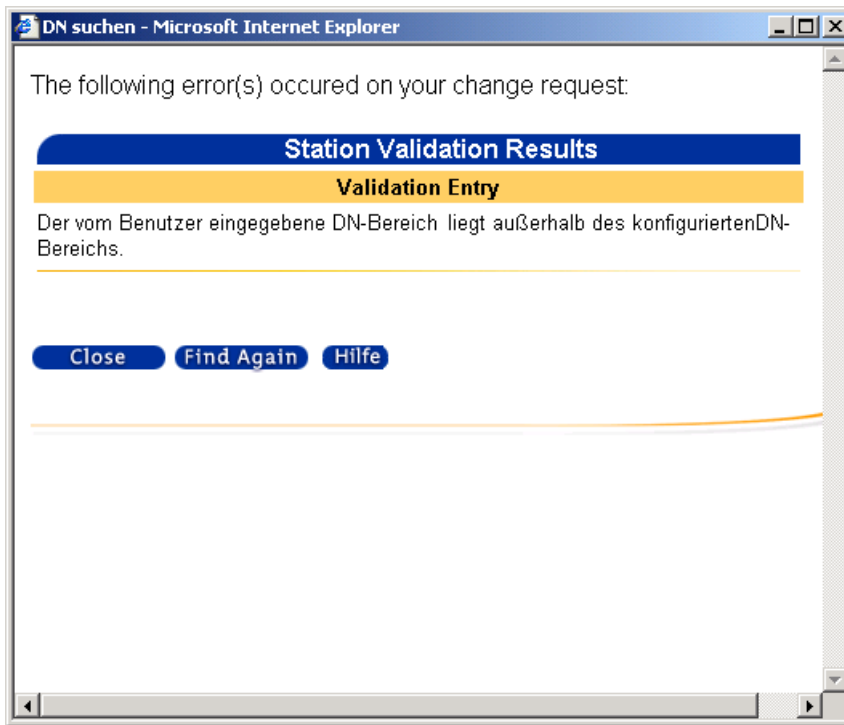 DN suchen - Microsoft Internet Explorer
The following error(s) occured on your change request:
Station Validation Results
Validation Entry
Der vom Benutzer eingegebene DN-Bereich liegt außerhalb des konfiguriertenDN-
Bereichs.
Close Find Again Hilfe